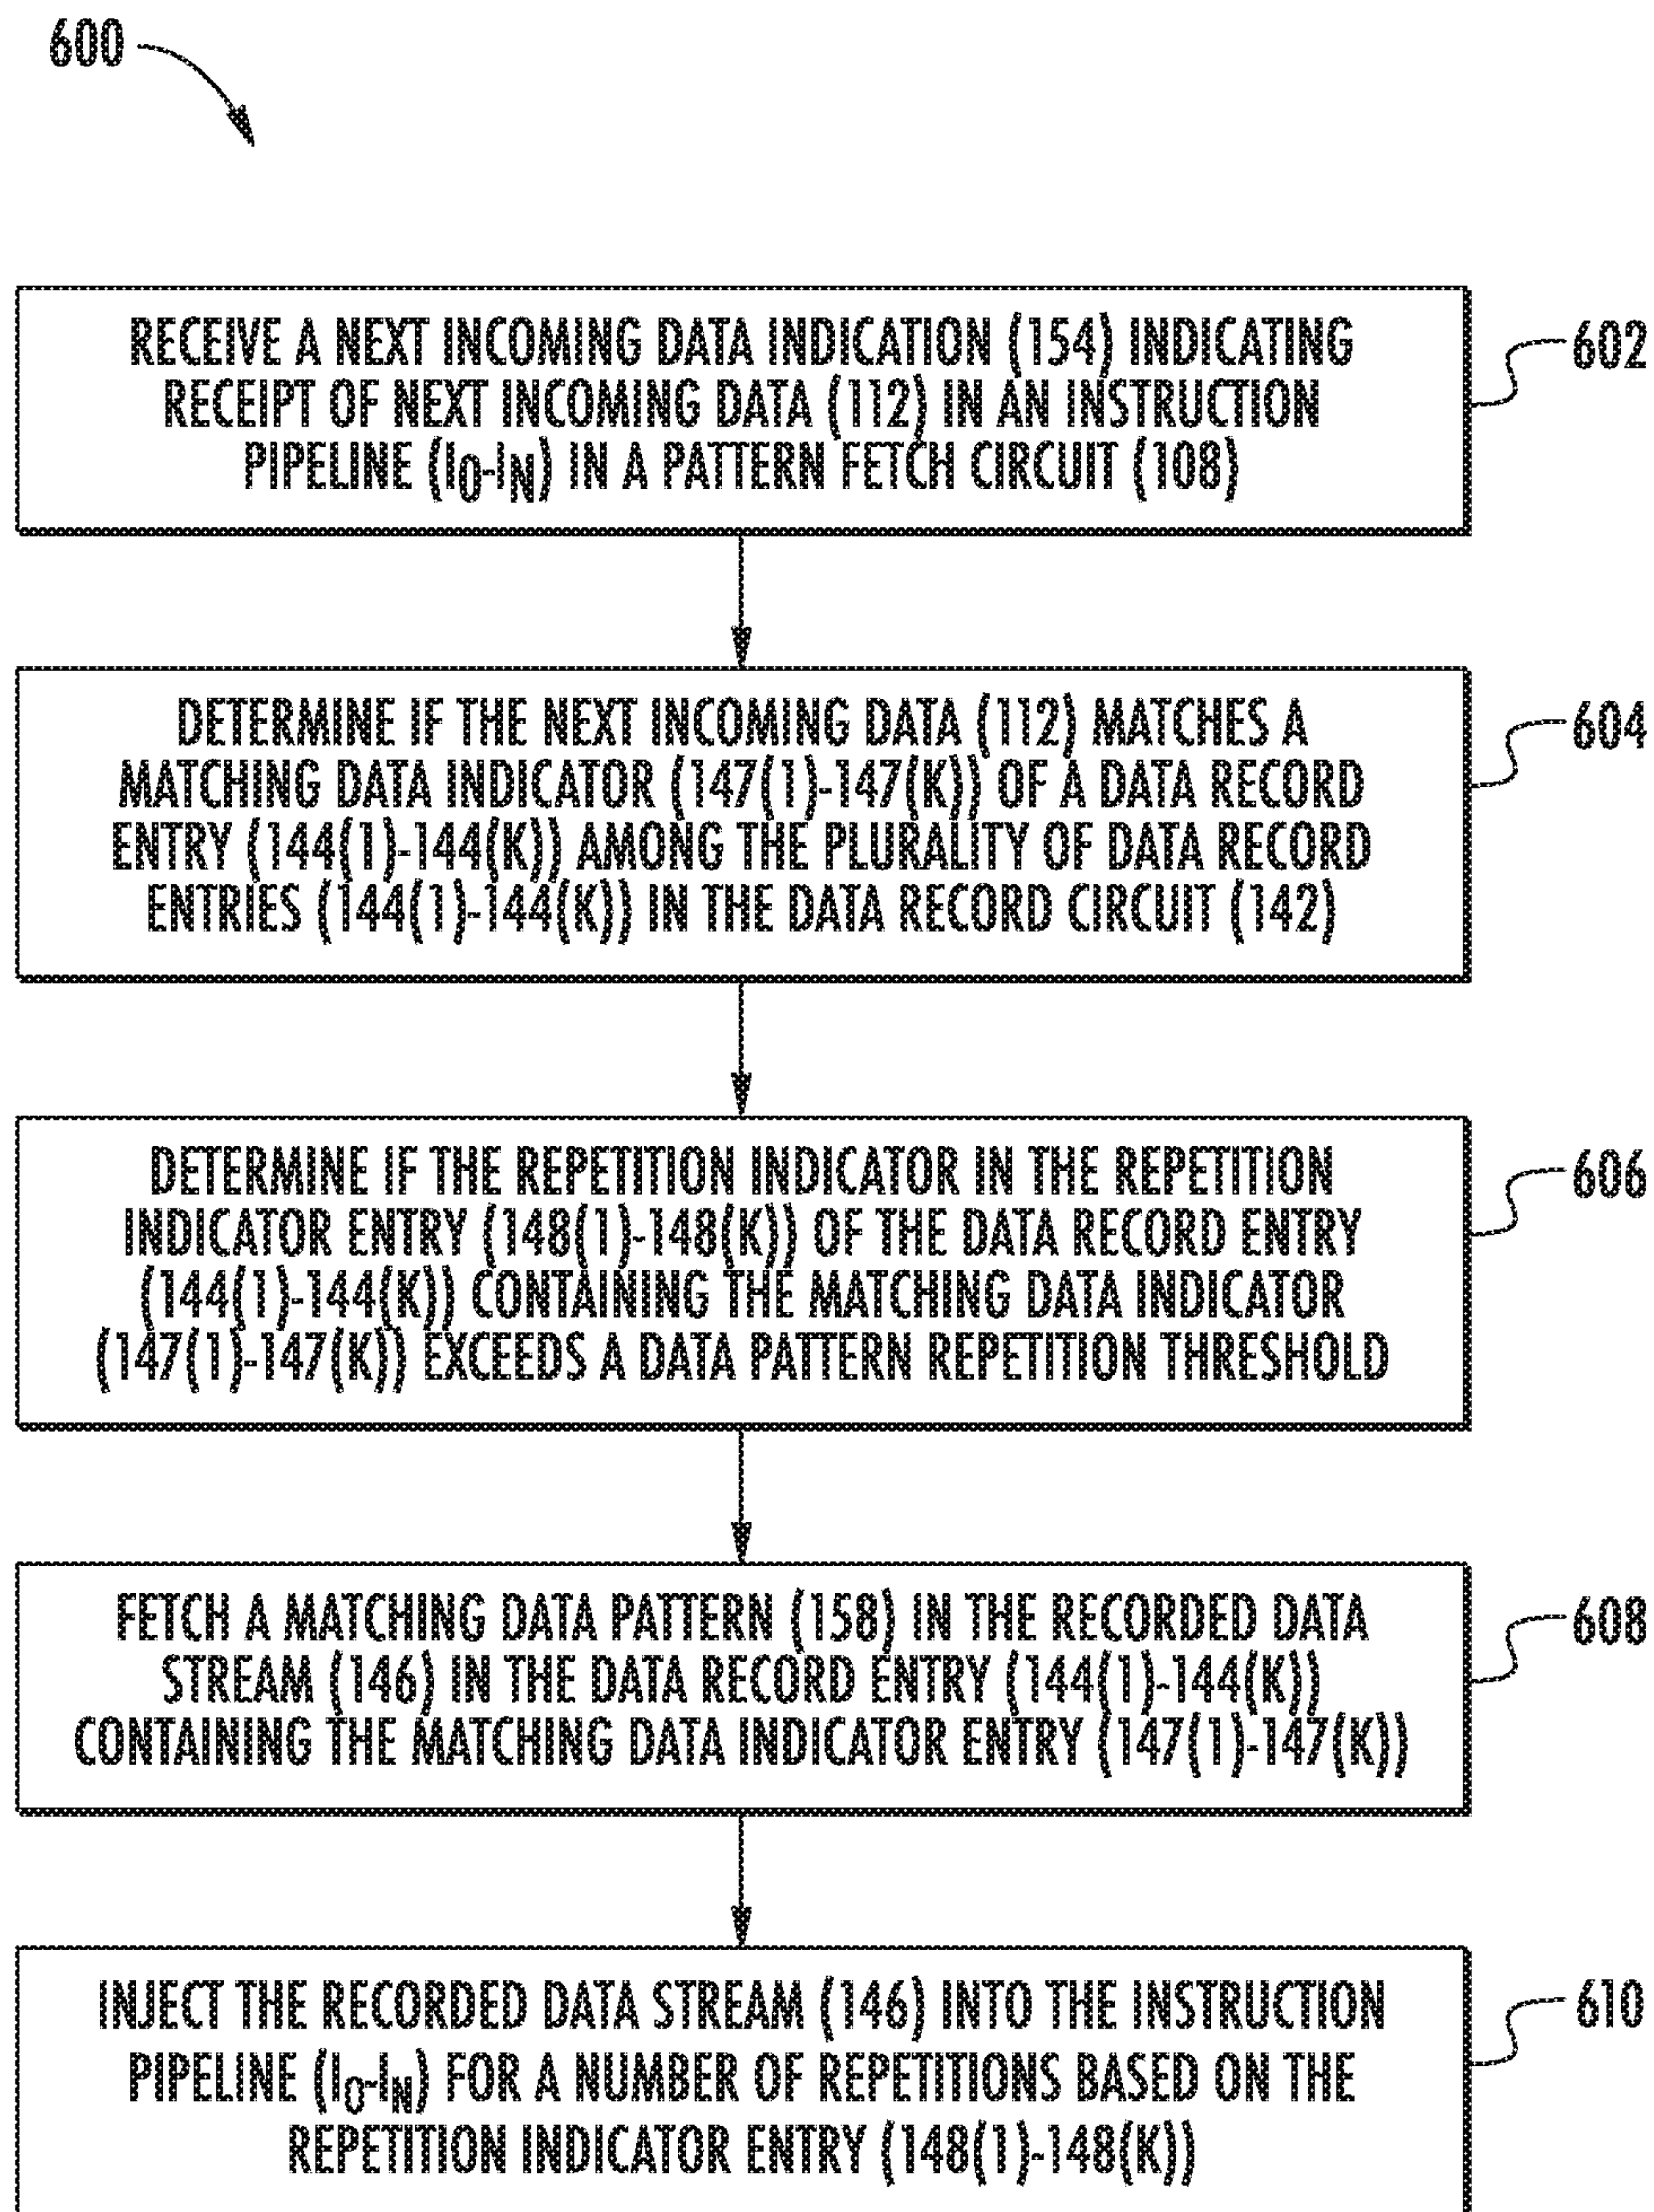 600
RECEIVE A NEXT INCOMING DATA INDICATION (154) INDICATING
RECEIPT OF NEXT INCOMING DATA (112) IN AN INSTRUCTION
PIPELINE (I0-IN) IN A PATTERN FETCH CIRCUIT (108)
602
DETERMINE IF THE NEXT INCOMING DATA (112) MATCHES A
MATCHING DATA INDICATOR (147(1)-147(K)) OF A DATA RECORD
ENTRY (144(1)-144(K)) AMONG THE PLURALITY OF DATA RECORD
ENTRIES (144(1)-144(K)) IN THE DATA RECORD CIRCUIT (142)
604
DETERMINE IF THE REPETITION INDICATOR IN THE REPETITION
INDICATOR ENTRY (148(1)-148(K)) OF THE DATA RECORD ENTRY
(144(1)-144(K)) CONTAINING THE MATCHING DATA INDICATOR
(147(1)-147(K)) EXCEEDS A DATA PATTERN REPETITION THRESHOLD
606
FETCH A MATCHING DATA PATTERN (158) IN THE RECORDED DATA
STREAM (146) IN THE DATA RECORD ENTRY (144(1)-144(K))
CONTAINING THE MATCHING DATA INDICATOR ENTRY (147(1)-147(K))
608
INJECT THE RECORDED DATA STREAM (146) INTO THE INSTRUCTION
PIPELINE (I0-IN) FOR A NUMBER OF REPETITIONS BASED ON THE
REPETITION INDICATOR ENTRY (148(1)-148(K))
610